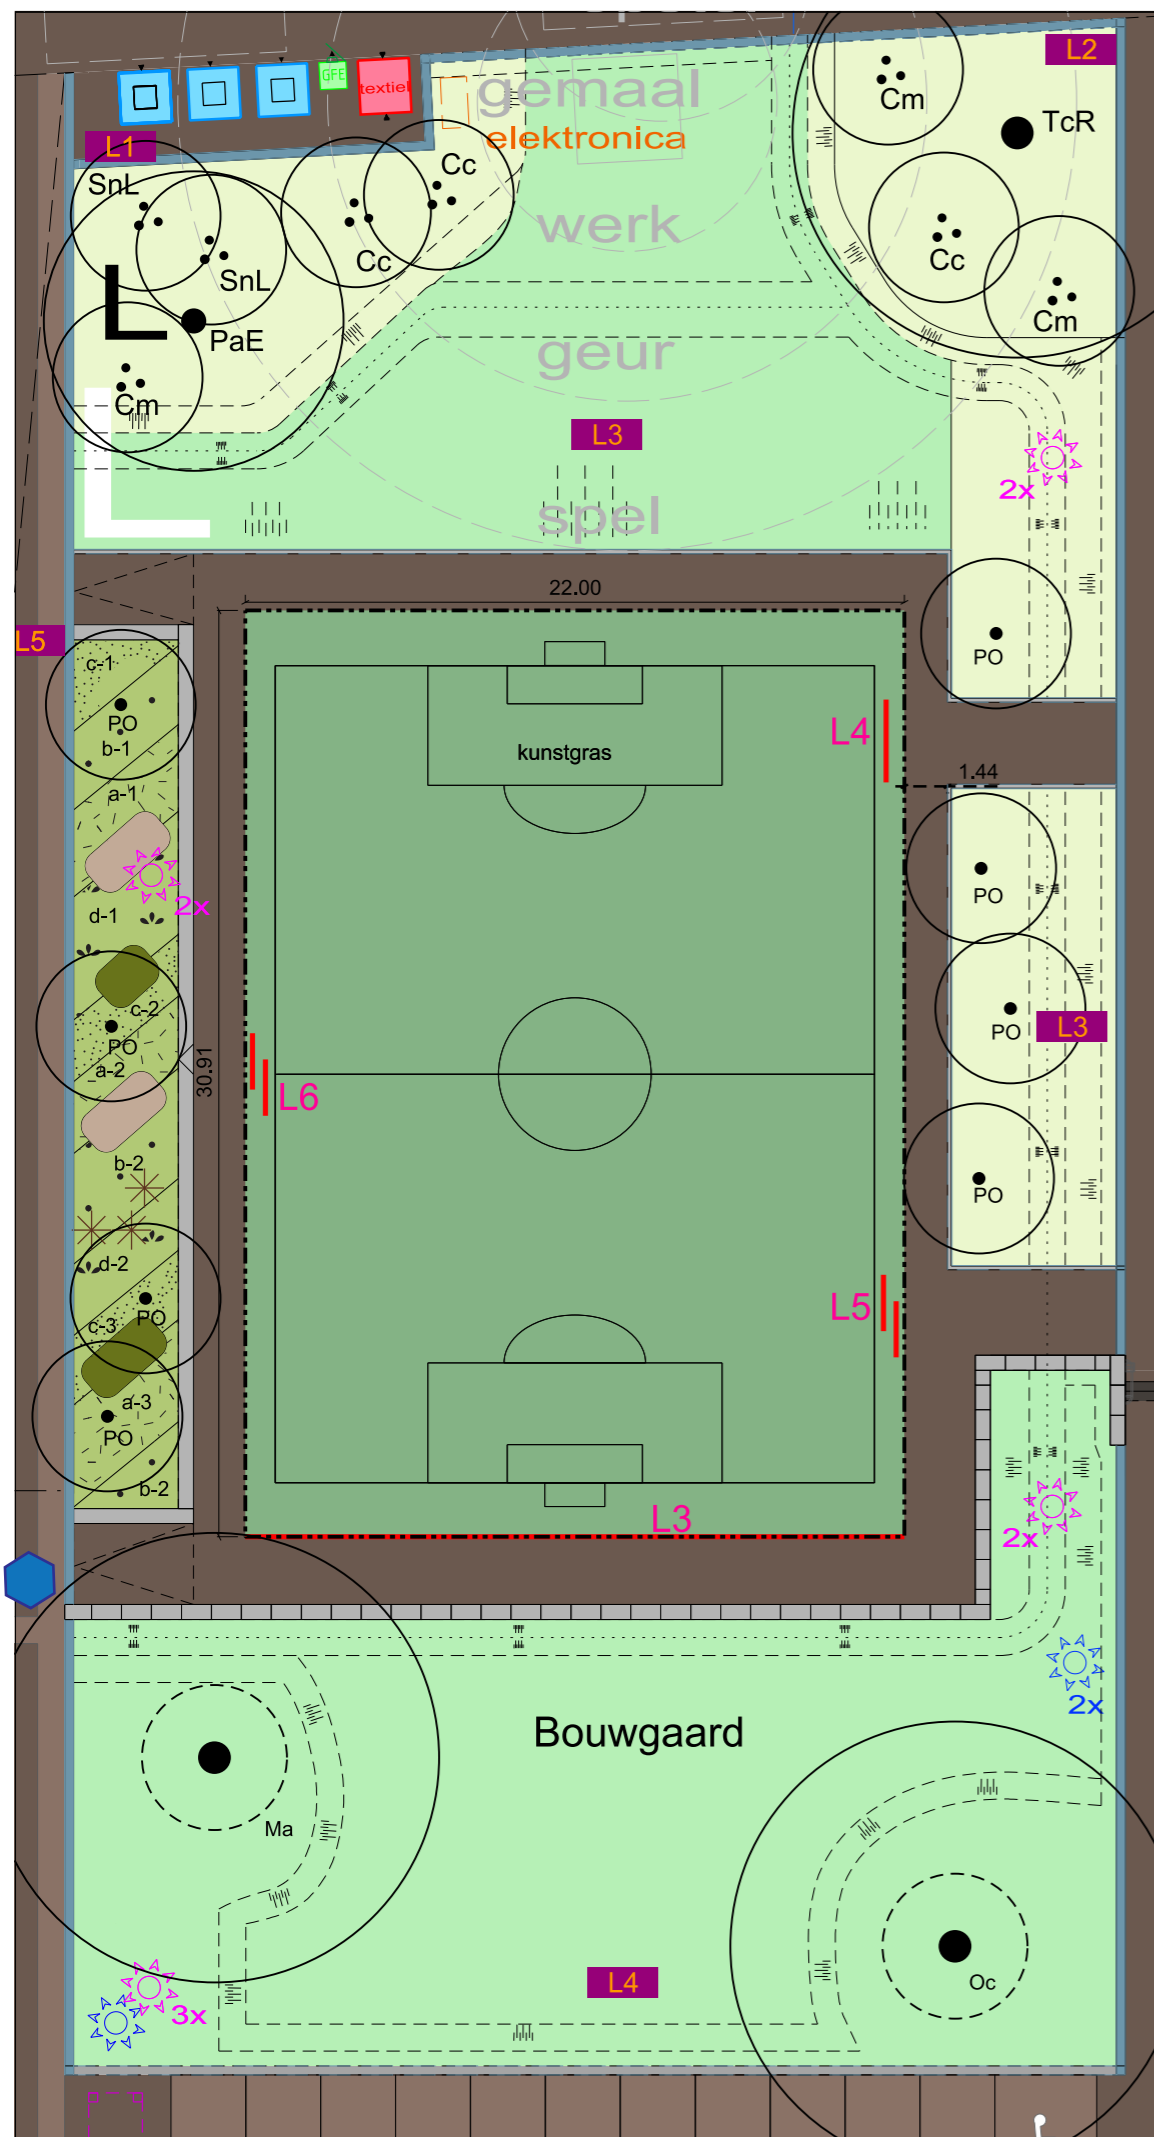 L2
GFE
textiel
gemaal
Cm
TcR
elektronica
L1
SnL
Cc
werk
Cc
Cc
SnL
L
Cm
PaE
geur
Cm
L
L3
2x
spel
22.00
L5
PO
c-1
PO
b-1
L4
kunstgras
1.44
a-1
2x
PO
d-1
c-2
PO
L3
PO
a-2
30.91
L6
b-2
PO
d-2
PO
L5
c-3
a-3
PO
b-2
L3
2x
2x
Bouwgaard
Ma
Oc
L4
3x